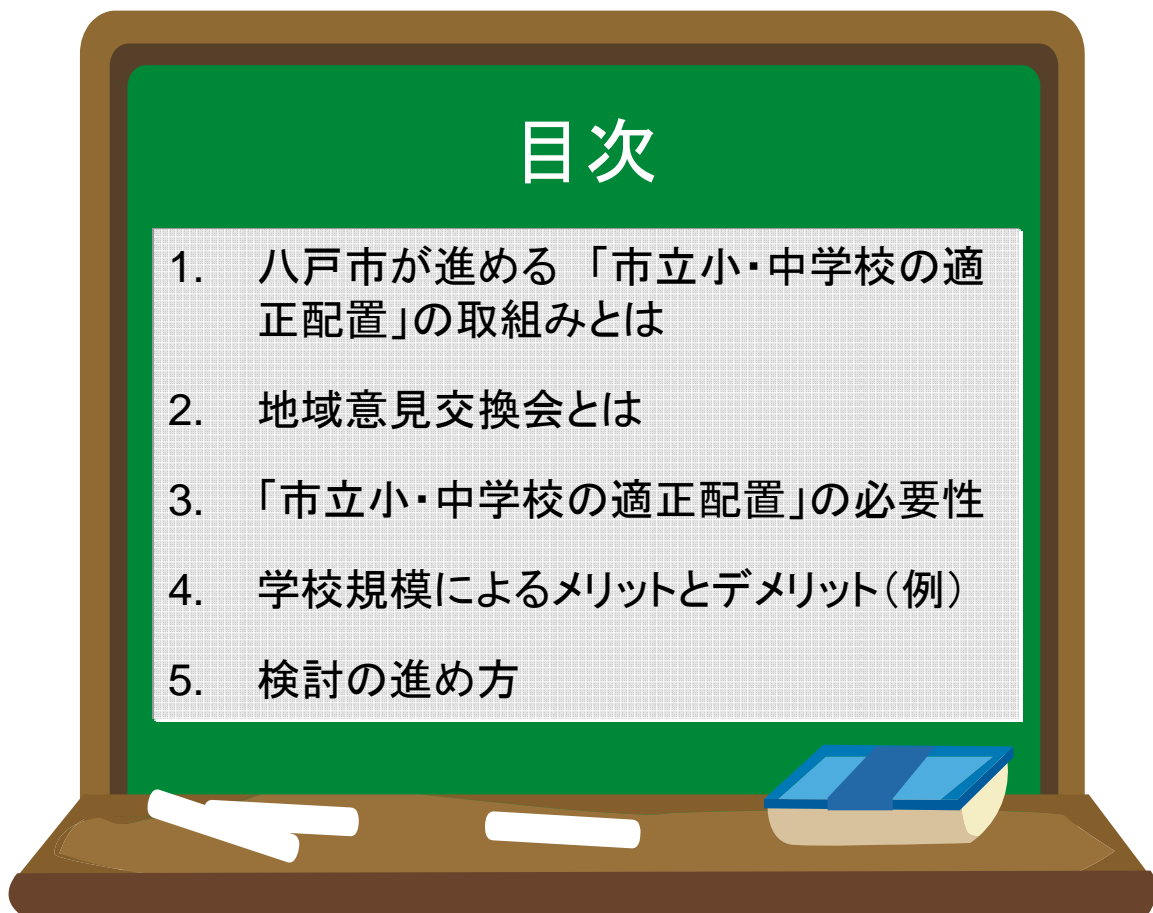 目次
1. 八戸市が進める 「市立小・中学校の適
正配置」の取組みとは
2. 地域意見交換会とは
3. 「市立小・中学校の適正配置」の必要性
4. 学校規模によるメリットとデメリット（例）
5. 検討の進め方